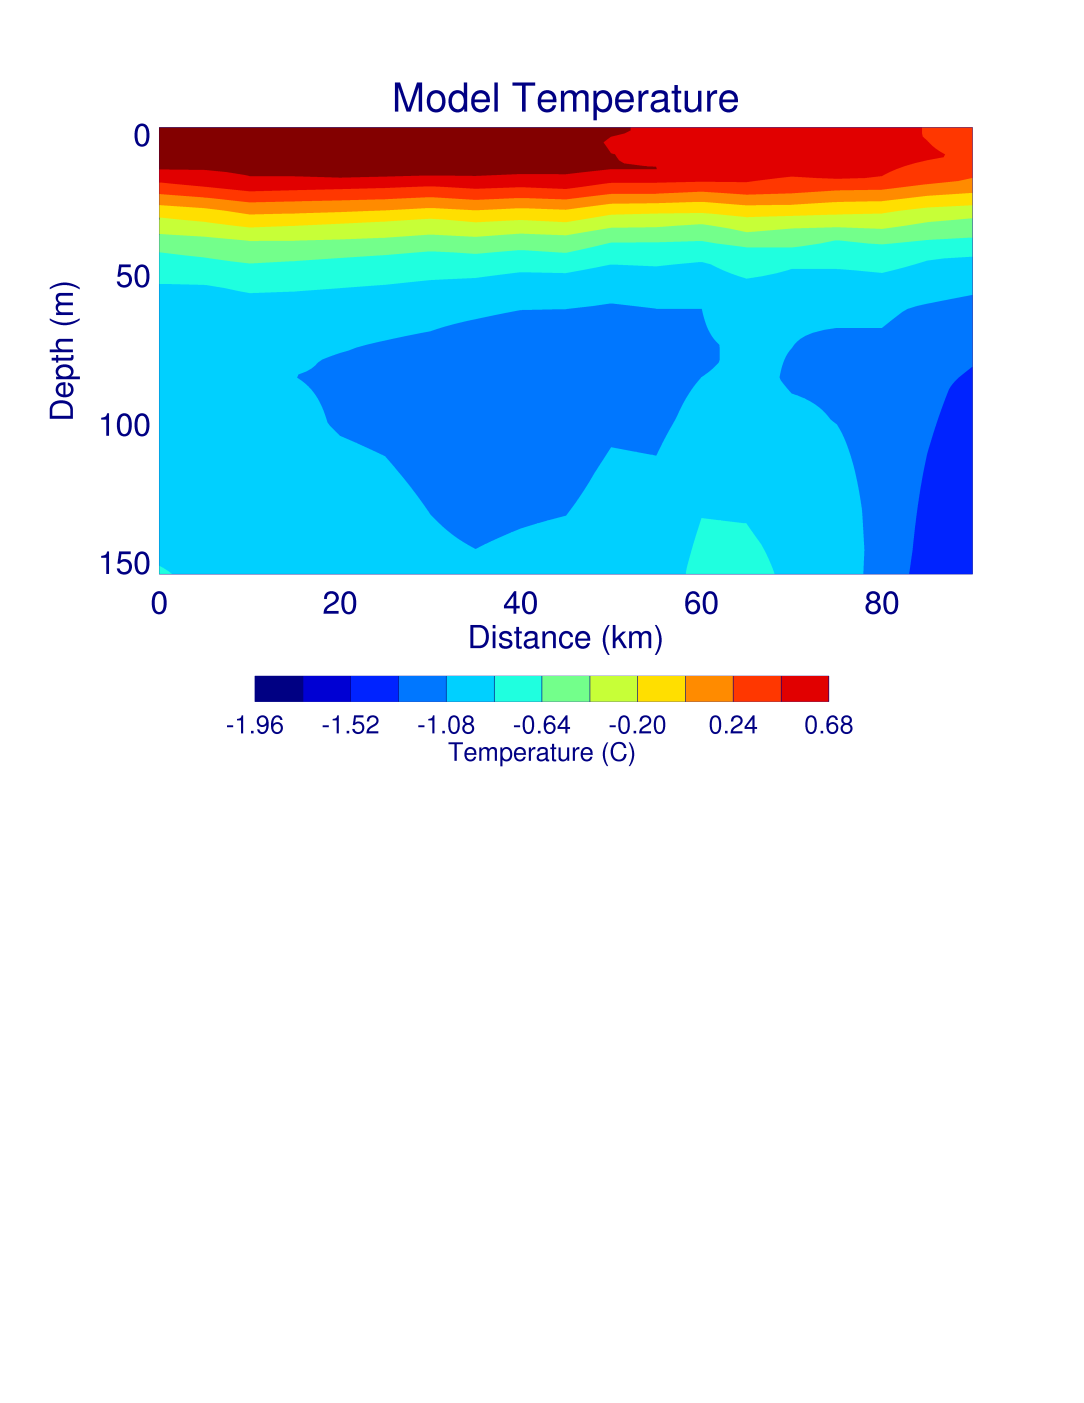 Model Temperature
0
50
100
150
Depth (m)
0 20 40 60 80
Distance (km)
-1.96 -1.52 -1.08 -0.64 -0.20 0.24 0.68
Temperature (C)